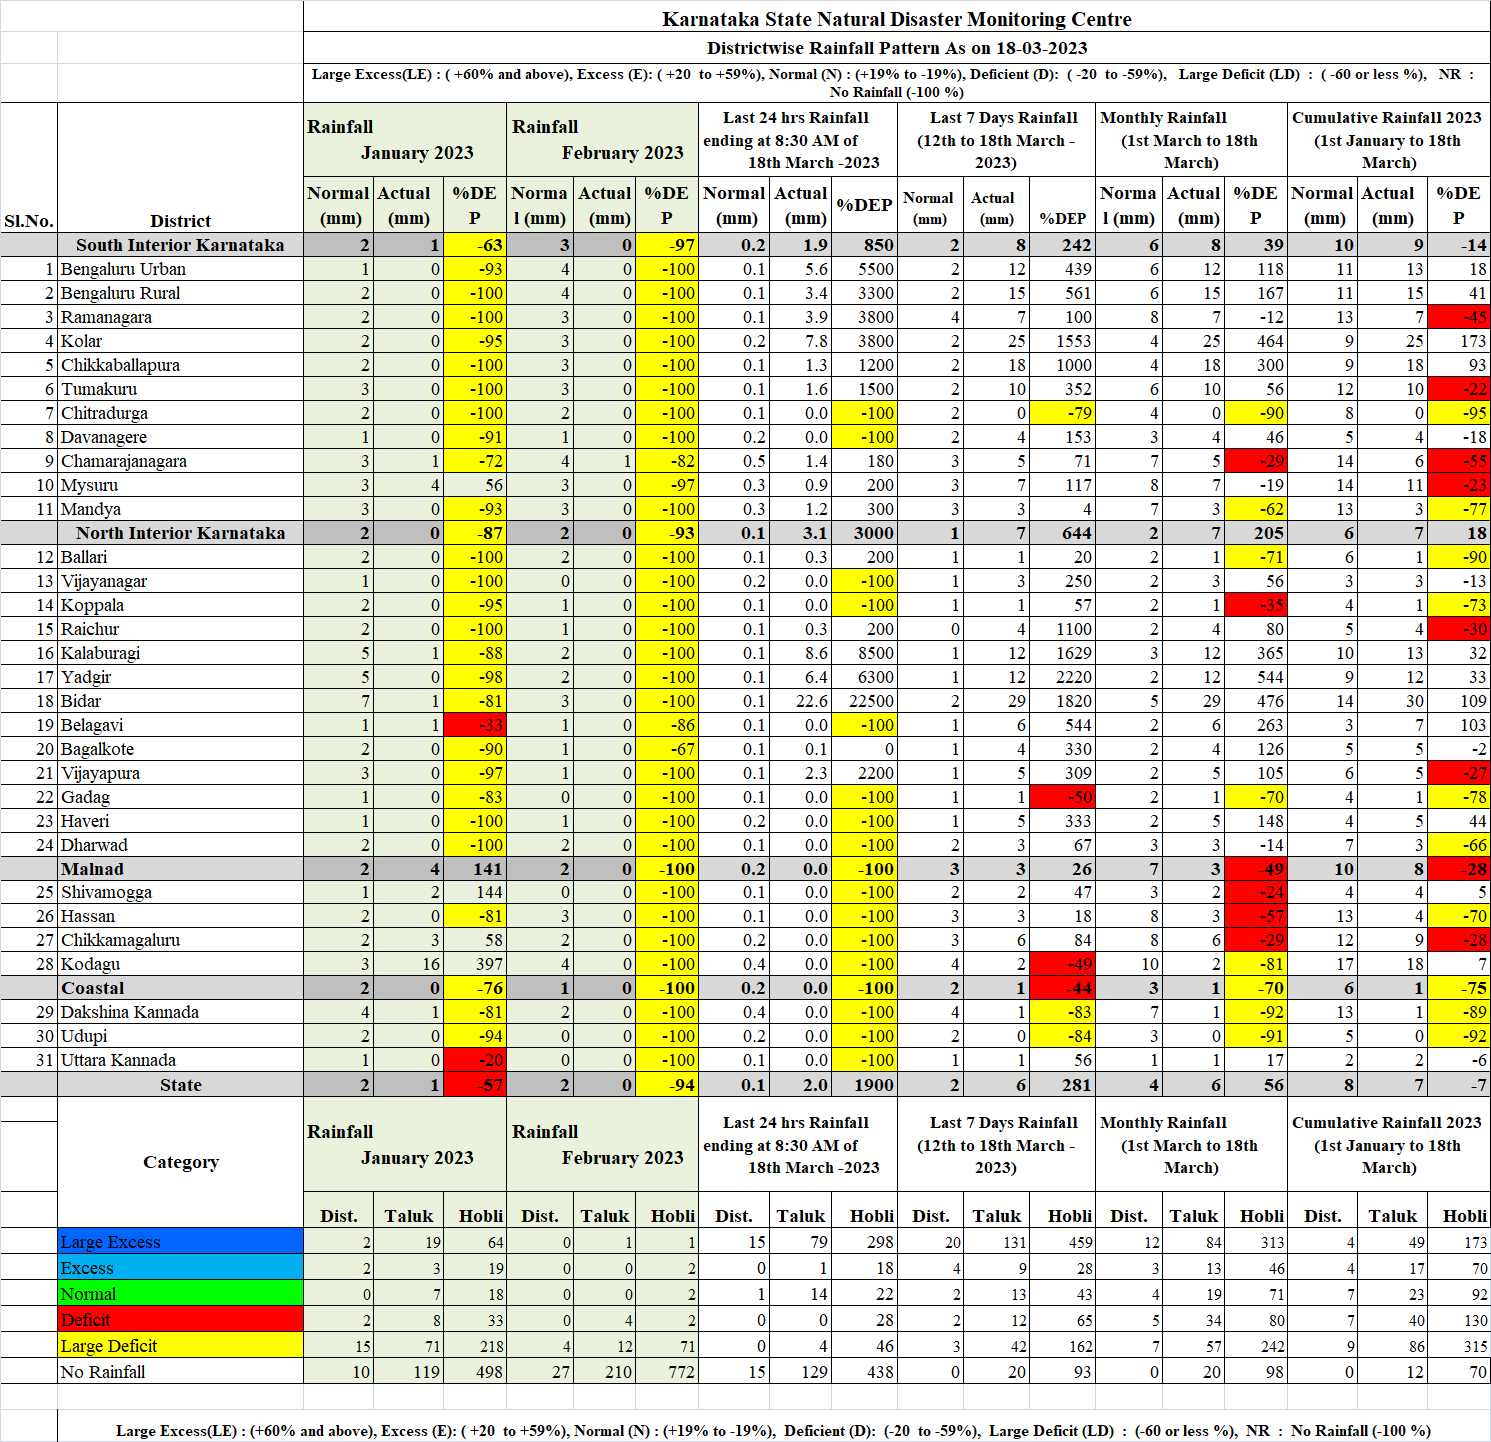 Karnataka State Natural Disaster Monitoring Centre
Districtwise Rainfall Pattern As on 18-03-2023
Large Excess(LE) : ( +60% and above), Excess (E): ( +20 to +59%), Normal (N) : (+19% to -19%), Deficient (D): ( -20 to -59%), Large Deficit (LD) : ( -60 or less %), NR :
No Rainfall (-100 %)
Sl.No. District Rainfall January 2023 Rainfall February 2023 Last 24 hrs Rainfall ending at 8:30 AM of 18th March -2023 Last 7 Days Rainfall (12th to 18th March - 2023) Monthly Rainfall (1st March to 18th March) Cumulative Rainfall 2023 (1st January to 18th March)
Normal (mm) Actual (mm) %DE P Norma l (mm) Actual (mm) %DE P Normal (mm) Actual (mm) %DEP Normal (mm) Actual (mm) %DEP Norma l (mm) Actual (mm) %DE P Normal (mm) Actual (mm) %DE P
South Interior Karnataka 2 1 -63 3 0 -97 0.2 1.9 850 2 8 242 6 8 39 10 9 -14
1 Bengaluru Urban 1 0 -93 4 0 -100 0.1 5.6 5500 2 12 439 6 12 118 11 13 18
2 Bengaluru Rural 2 0 -100 4 0 -100 0.1 3.4 3300 2 15 561 6 15 167 11 15 41
3 Ramanagara 2 0 -100 3 0 -100 0.1 3.9 3800 4 7 100 8 7 -12 13 7 -45
4 Kolar 2 0 -95 3 0 -100 0.2 7.8 3800 2 25 1553 4 25 464 9 25 173
5 Chikkaballapura 2 0 -100 3 0 -100 0.1 1.3 1200 2 18 1000 4 18 300 9 18 93
6 Tumakuru 3 0 -100 3 0 -100 0.1 1.6 1500 2 10 352 6 10 56 12 10 -22
7 Chitradurga 2 0 -100 2 0 -100 0.1 0.0 -100 2 0 -79 4 0 -90 8 0 -95
8 Davanagere 1 0 -91 1 0 -100 0.2 0.0 -100 2 4 153 3 4 46 5 4 -18
9 Chamarajanagara 3 1 -72 4 1 -82 0.5 1.4 180 3 5 71 7 5 -29 14 6 -55
10 Mysuru 3 4 56 3 0 -97 0.3 0.9 200 3 7 117 8 7 -19 14 11 -23
11 Mandya 3 0 -93 3 0 -100 0.3 1.2 300 3 3 4 7 3 -62 13 3 -77
North Interior Karnataka 2 0 -87 2 0 -93 0.1 3.1 3000 1 7 644 2 7 205 6 7 18
12 Ballari 2 0 -100 2 0 -100 0.1 0.3 200 1 1 20 2 1 -71 6 1 -90
13 Vijayanagar 1 0 -100 0 0 -100 0.2 0.0 -100 1 3 250 2 3 56 3 3 -13
14 Koppala 2 0 -95 1 0 -100 0.1 0.0 -100 1 1 57 2 1 -35 4 1 -73
15 Raichur 2 0 -100 1 0 -100 0.1 0.3 200 0 4 1100 2 4 80 5 4 -30
16 Kalaburagi 5 1 -88 2 0 -100 0.1 8.6 8500 1 12 1629 3 12 365 10 13 32
17 Yadgir 5 0 -98 2 0 -100 0.1 6.4 6300 1 12 2220 2 12 544 9 12 33
18 Bidar 7 1 -81 3 0 -100 0.1 22.6 22500 2 29 1820 5 29 476 14 30 109
19 Belagavi 1 1 -33 1 0 -86 0.1 0.0 -100 1 6 544 2 6 263 3 7 103
20 Bagalkote 2 0 -90 1 0 -67 0.1 0.1 0 1 4 330 2 4 126 5 5 -2
21 Vijayapura 3 0 -97 1 0 -100 0.1 2.3 2200 1 5 309 2 5 105 6 5 -27
22 Gadag 1 0 -83 0 0 -100 0.1 0.0 -100 1 1 -50 2 1 -70 4 1 -78
23 Haveri 1 0 -100 1 0 -100 0.2 0.0 -100 1 5 333 2 5 148 4 5 44
24 Dharwad 2 0 -100 2 0 -100 0.1 0.0 -100 2 3 67 3 3 -14 7 3 -66
Malnad 2 4 141 2 0 -100 0.2 0.0 -100 3 3 26 7 3 -49 10 8 -28
25 Shivamogga 1 2 144 0 0 -100 0.1 0.0 -100 2 2 47 3 2 -24 4 4 5
26 Hassan 2 0 -81 3 0 -100 0.1 0.0 -100 3 3 18 8 3 -57 13 4 -70
27 Chikkamagaluru 2 3 58 2 0 -100 0.2 0.0 -100 3 6 84 8 6 -29 12 9 -28
28 Kodagu 3 16 397 4 0 -100 0.4 0.0 -100 4 2 -49 10 2 -81 17 18 7
Coastal 2 0 -76 1 0 -100 0.2 0.0 -100 2 1 -44 3 1 -70 6 1 -75
29 Dakshina Kannada 4 1 -81 2 0 -100 0.4 0.0 -100 4 1 -83 7 1 -92 13 1 -89
30 Udupi 2 0 -94 0 0 -100 0.2 0.0 -100 2 0 -84 3 0 -91 5 0 -92
31 Uttara Kannada 1 0 -20 0 0 -100 0.1 0.0 -100 1 1 56 1 1 17 2 2 -6
State 2 1 -57 2 0 -94 0.1 2.0 1900 2 6 281 4 6 56 8 7 -7
Category Rainfall January 2023 Rainfall February 2023 Last 24 hrs Rainfall ending at 8:30 AM of 18th March -2023 Last 7 Days Rainfall (12th to 18th March - 2023) Monthly Rainfall (1st March to 18th March) Cumulative Rainfall 2023 (1st January to 18th March)
Dist. Taluk Hobli Dist. Taluk Hobli Dist. Taluk Hobli Dist. Taluk Hobli Dist. Taluk Hobli Dist. Taluk Hobli
Large Excess 2 19 64 0 1 1 15 79 298 20 131 459 12 84 313 4 49 173
Excess 2 3 19 0 0 2 0 1 18 4 9 28 3 13 46 4 17 70
Normal 0 7 18 0 0 2 1 14 22 2 13 43 4 19 71 7 23 92
Deficit 2 8 33 0 4 2 0 0 28 2 12 65 5 34 80 7 40 130
Large Deficit 15 71 218 4 12 71 0 4 46 3 42 162 7 57 242 9 86 315
No Rainfall 10 119 498 27 210 772 15 129 438 0 20 93 0 20 98 0 12 70
Large Excess(LE) : (+60% and above), Excess (E): ( +20 to +59%), Normal (N) : (+19% to -19%), Deficient (D): (-20 to -59%), Large Deficit (LD) : (-60 or less %), NR : No Rainfall (-100 %)